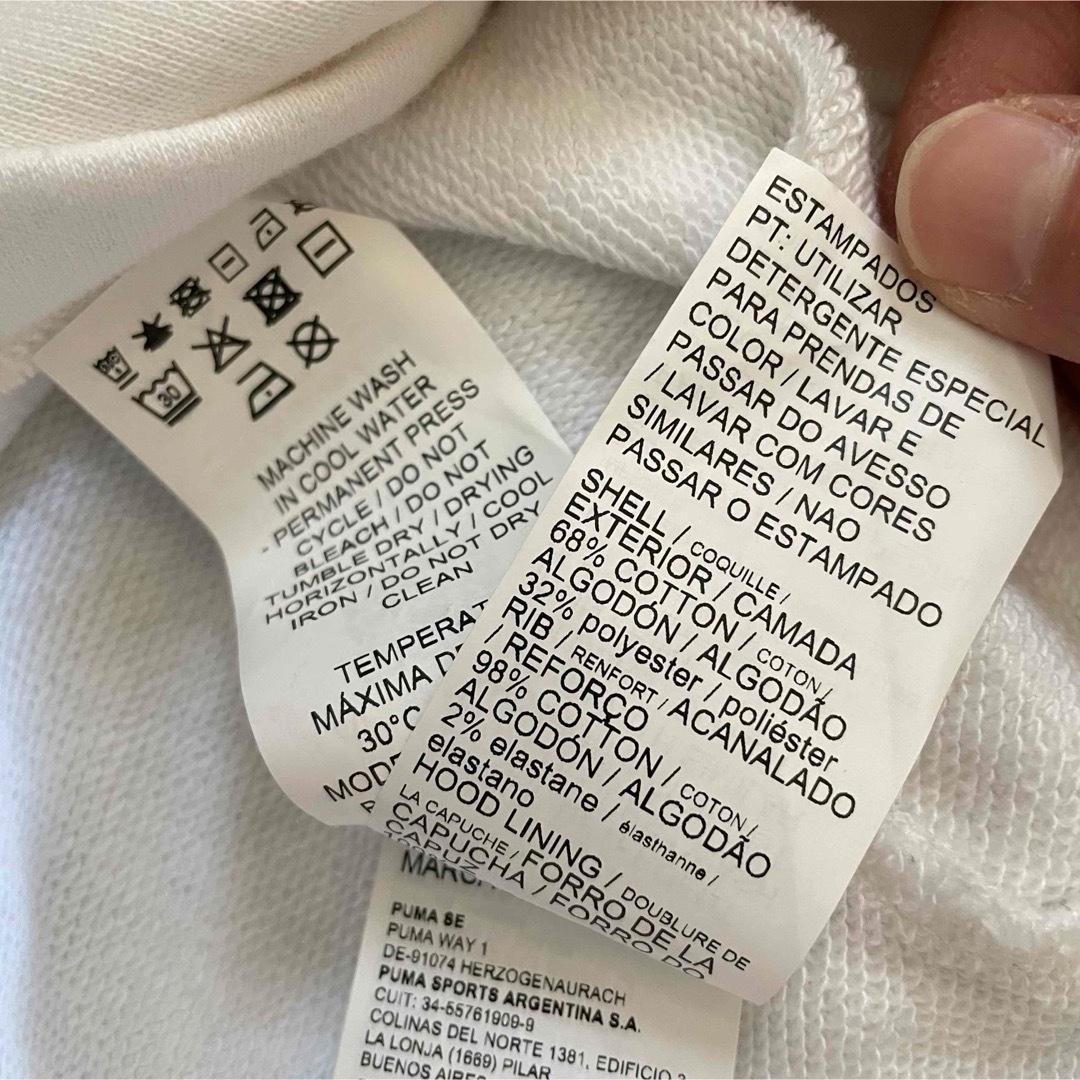 30
MACHINE WASH
IN COOL WATER
- PERMANENT PRESS
CYCLE / DO NOT
BLEACH / DO NOT
TUMBLE DRY / DRYING
HORIZONTALLY / COOL
IRON / DO NOT DRY
CLEAN
MÁXIMA
30°C
ESTAMPADOS
PT: UTILIZAR
DETERGENTE ESPECIAL
PARA PRENDAS DE
COLOR / LAVAR E
PASSAR DO AVESSO
/ LAVAR COM CORES
SIMILARES / NAO
PASSAR O ESTAMPADO
SHELL / COQUILLE /
EXTERIOR / CAMADA
68% COTTON / COTON /
ALGODÓN / ALGODÃO
32% polyester / poliéster
RIB / RENFORT / ACANALADO
/ REFORÇO
98% COTTON / COTON /
ALGODÓN / ALGODÃO
2% elastane / élasthanne /
elastano
HOOD LINING / DOUBLURE DE
LA CAPUCHE / FORRO DE LA
CAPUCHA / FORRO DO
PUMA SE
PUMA WAY 1
DE-91074 HERZOGENAURACH
PUMA SPORTS ARGENTINA S.A.
CUIT: 34-55761909-9
COLINAS DEL NORTE 1381, EDIFICIO 2
LA LONJA (1669) PILAR
BUENOS AIRES